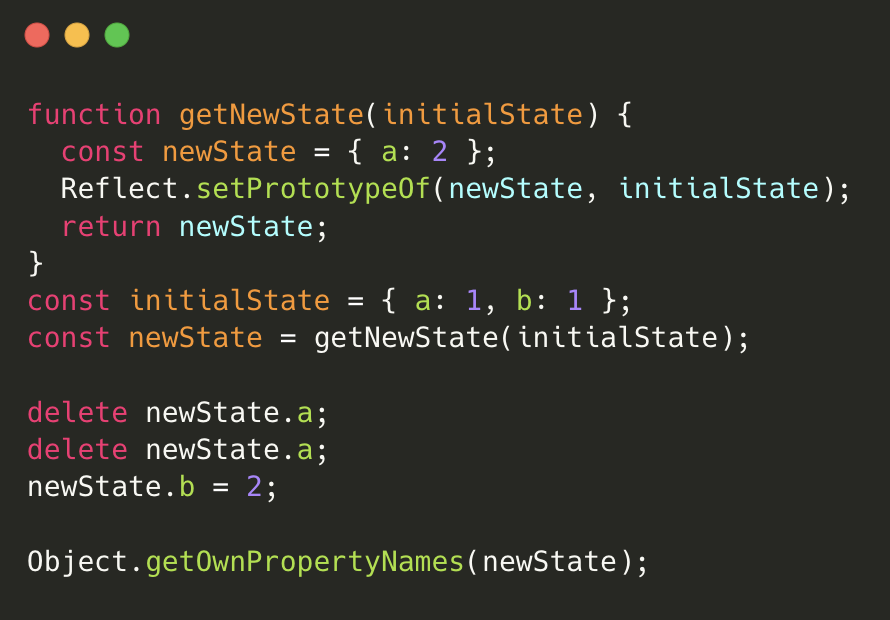 function getNewState(initialState) {
  const newState = { a: 2 };
  Reflect.setPrototypeOf(newState, initialState);
  return newState;
}
const initialState = { a: 1, b: 1 };
const newState = getNewState(initialState);

delete newState.a;
delete newState.a;
newState.b = 2;

Object.getOwnPropertyNames(newState);